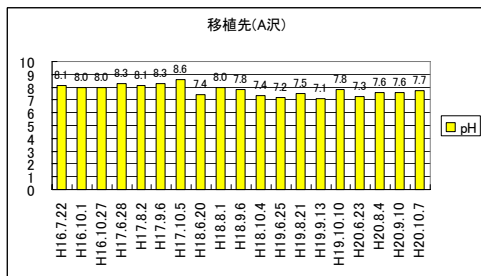 移植先(A沢)
10
9
8
7
6
5
4
3
2
1
0
8.1 8.0 8.0 8.3 8.1 8.3 8.6 7.4 8.0 7.8 7.4 7.2 7.5 7.1 7.8 7.3 7.6 7.6 7.7
pH
H16.7.22
H16.10.1
H16.10.27
H17.6.28
H17.8.2
H17.9.6
H17.10.5
H18.6.20
H18.8.1
H18.9.6
H18.10.4
H19.6.25
H19.8.21
H19.9.13
H19.10.10
H20.6.23
H20.8.4
H20.9.10
H20.10.7